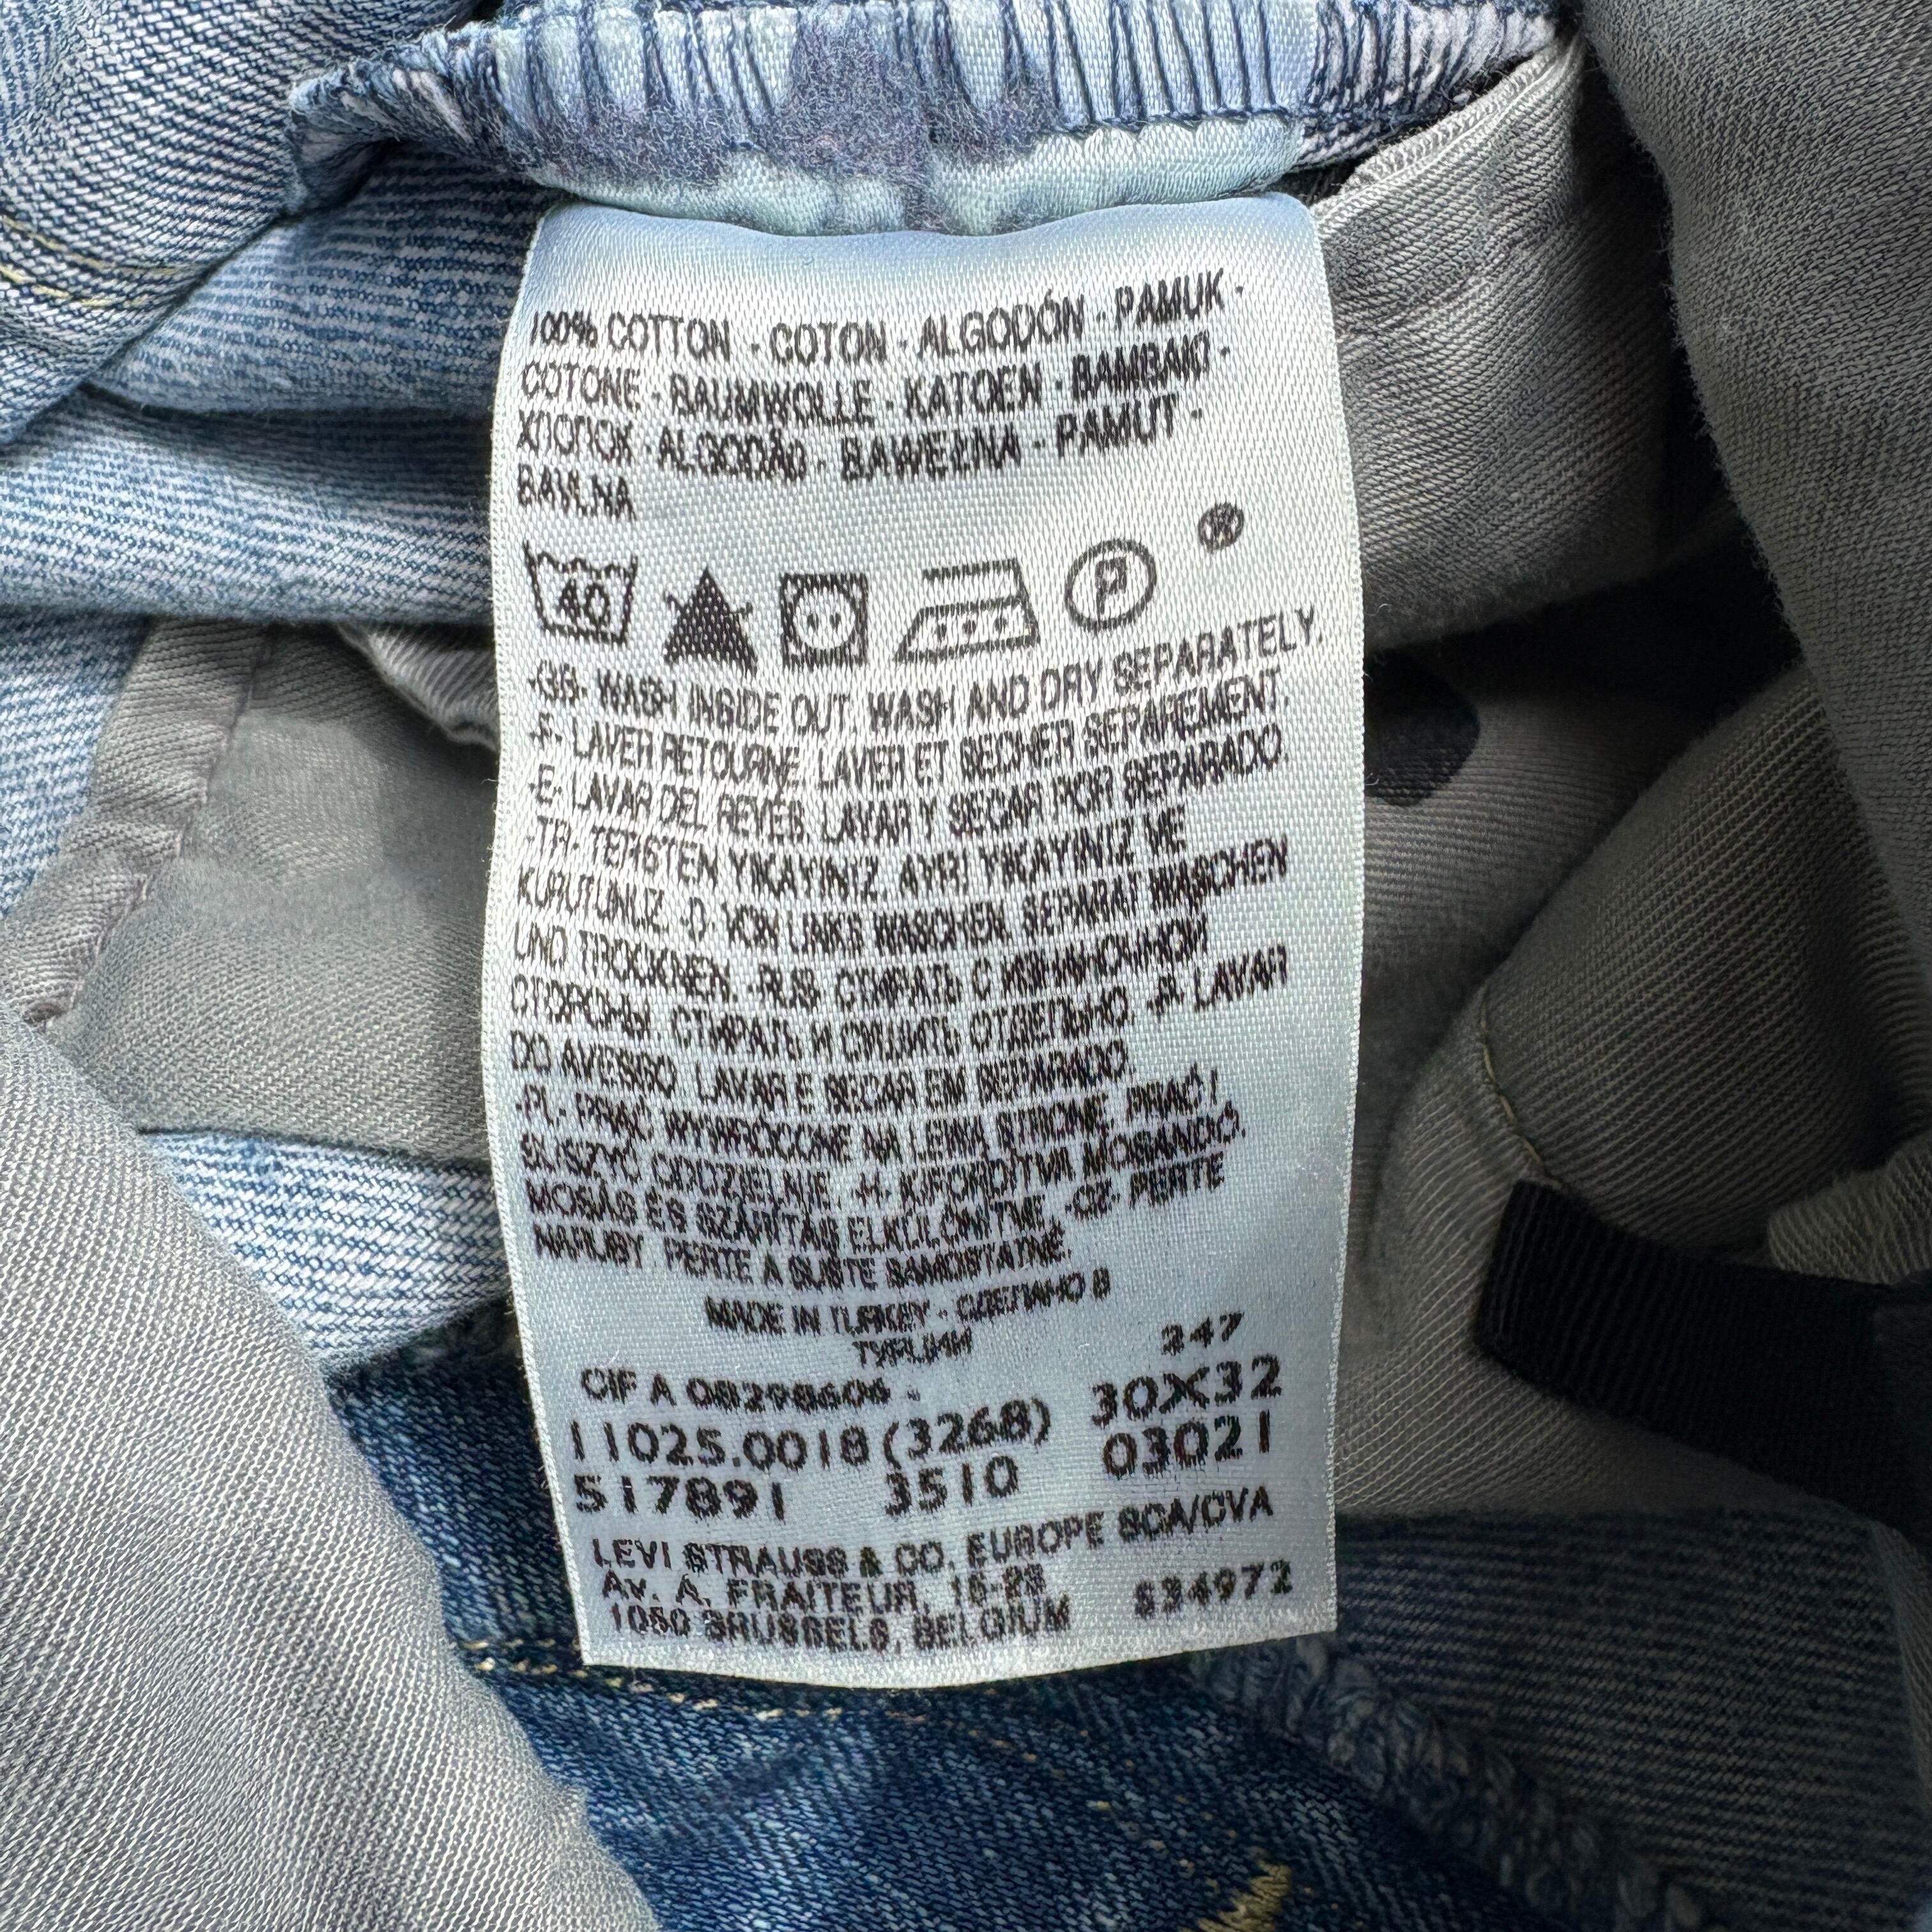 100% COTTON - COTON - ALGODÓN - PAMUK -
COTONE - BAUMWOLLE - KATOEN - BAMBAKI -
ХЛОПОК - ALGODÃO - BAWEŁNA - PAMUT -
BAVLNA
40 P ®
-GB- WASH INSIDE OUT. WASH AND DRY SEPARATELY.
-F- LAVER RETOURNE. LAVER ET SECHER SEPAREMENT
-E- LAVAR DEL REVÉS. LAVAR Y SECAR POR SEPARADO
-TR- TERSTEN YIKAYINIZ. AYRI YIKAYINIZ VE
KURUTUNUZ. -D- VON LINKS WASCHEN. SEPARAT WASCHEN
UND TROCKNEN. -RUS- СТИРАТЬ С ИЗНАНОЧНОЙ
СТОРОНЫ. СТИРАТЬ И СУШИТЬ ОТДЕЛЬНО. LAVAR
DO AVESSO. LAVAR E SECAR EM SEPARADO
-PL- PRAĆ WYWRÓCONE NA LEWĄ STRONĘ. PRAĆ I
SUSZYĆ ODDZIELNIE. -H- KIFORDÍTVA MOSANDÓ.
MOSÁS ÉS SZÁRÍTÁS ELKÜLÖNÍTVE. -CZ- PERTE
NARUBY. PERTE A SUŠTE SAMOSTATNĚ.
MADE IN TURKEY - СДЕЛАНО В
ТУРЦИИ 347
CIF A 08298606 -
11025.0018 (3268) 30X32
517891 3510 03021
LEVI STRAUSS & CO. EUROPE SCA/CVA
AV. A. FRAITEUR, 15-23
1050 BRUSSELS, BELGIUM 534972